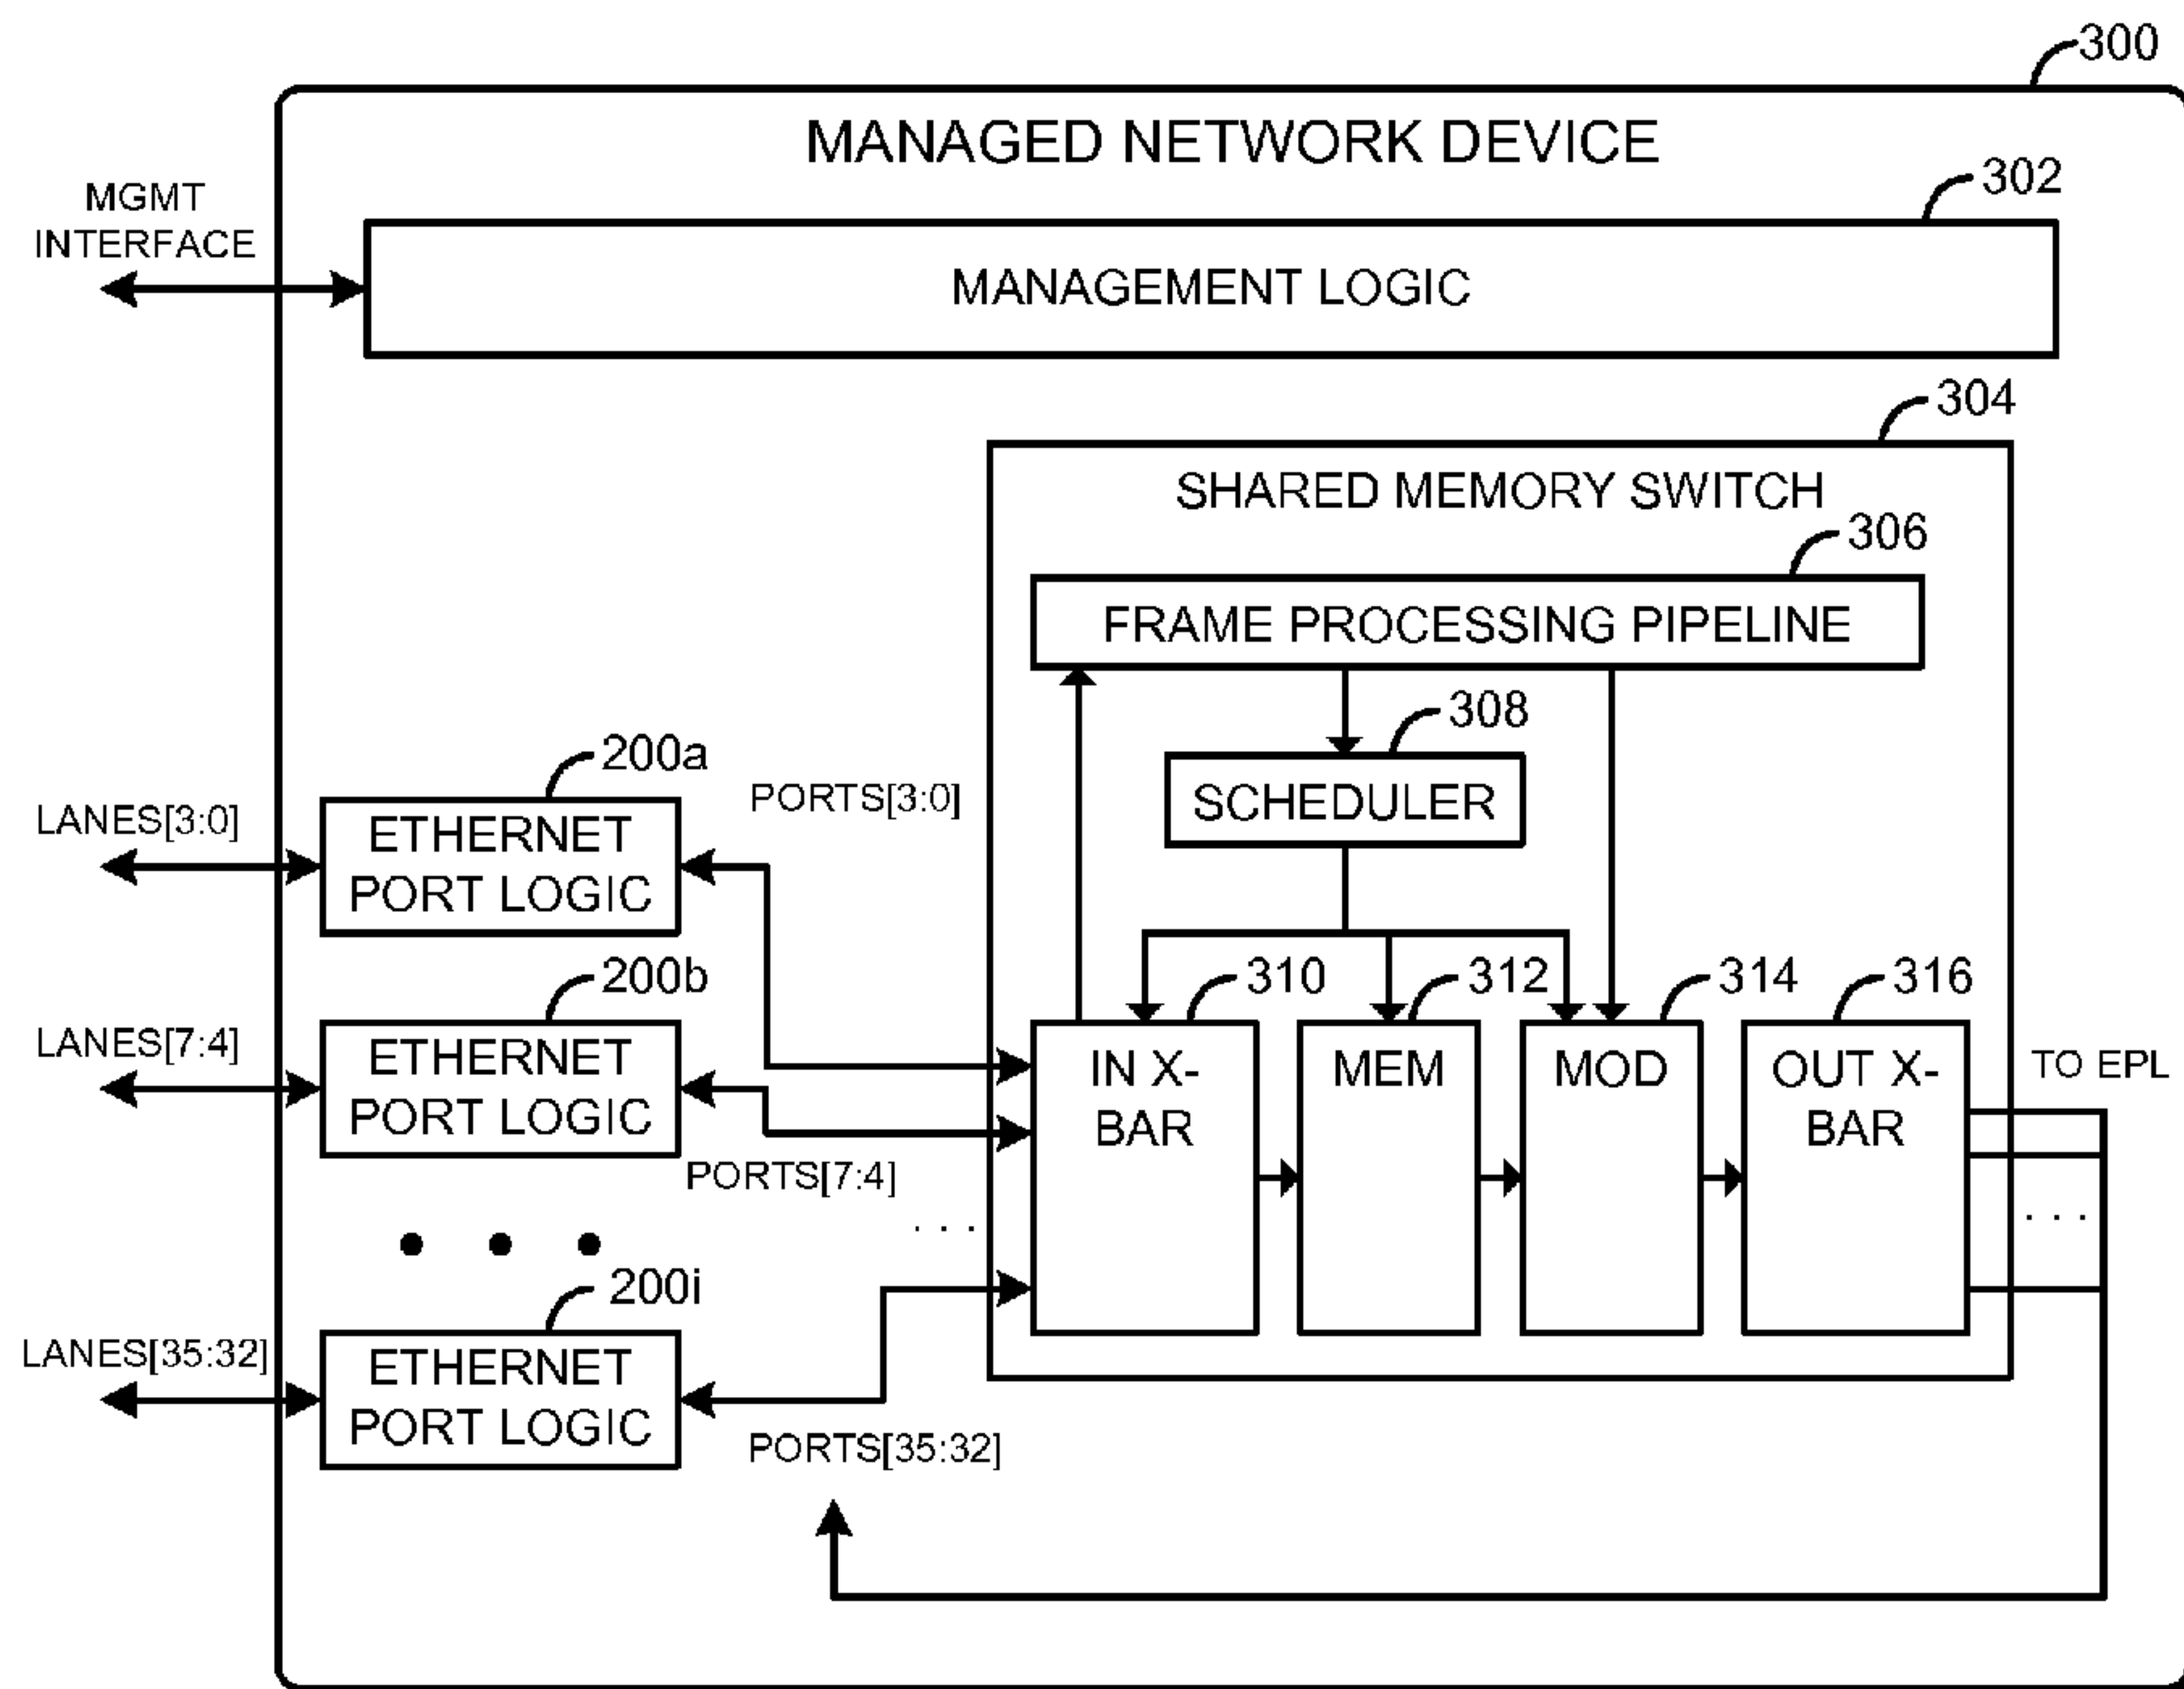 300
MANAGED NETWORK DEVICE
MGMT
INTERFACE
302
MANAGEMENT LOGIC
304
SHARED MEMORY SWITCH
306
FRAME PROCESSING PIPELINE
308
SCHEDULER
200a
PORTS[3:0]
LANES[3:0]
ETHERNET
PORT LOGIC
200b
LANES[7:4]
ETHERNET
PORT LOGIC
PORTS[7:4]
. . .
310
312
314
316
IN X-
BAR
MEM
MOD
OUT X-
BAR
TO EPL
. . .
200i
LANES[35:32]
ETHERNET
PORT LOGIC
PORTS[35:32]